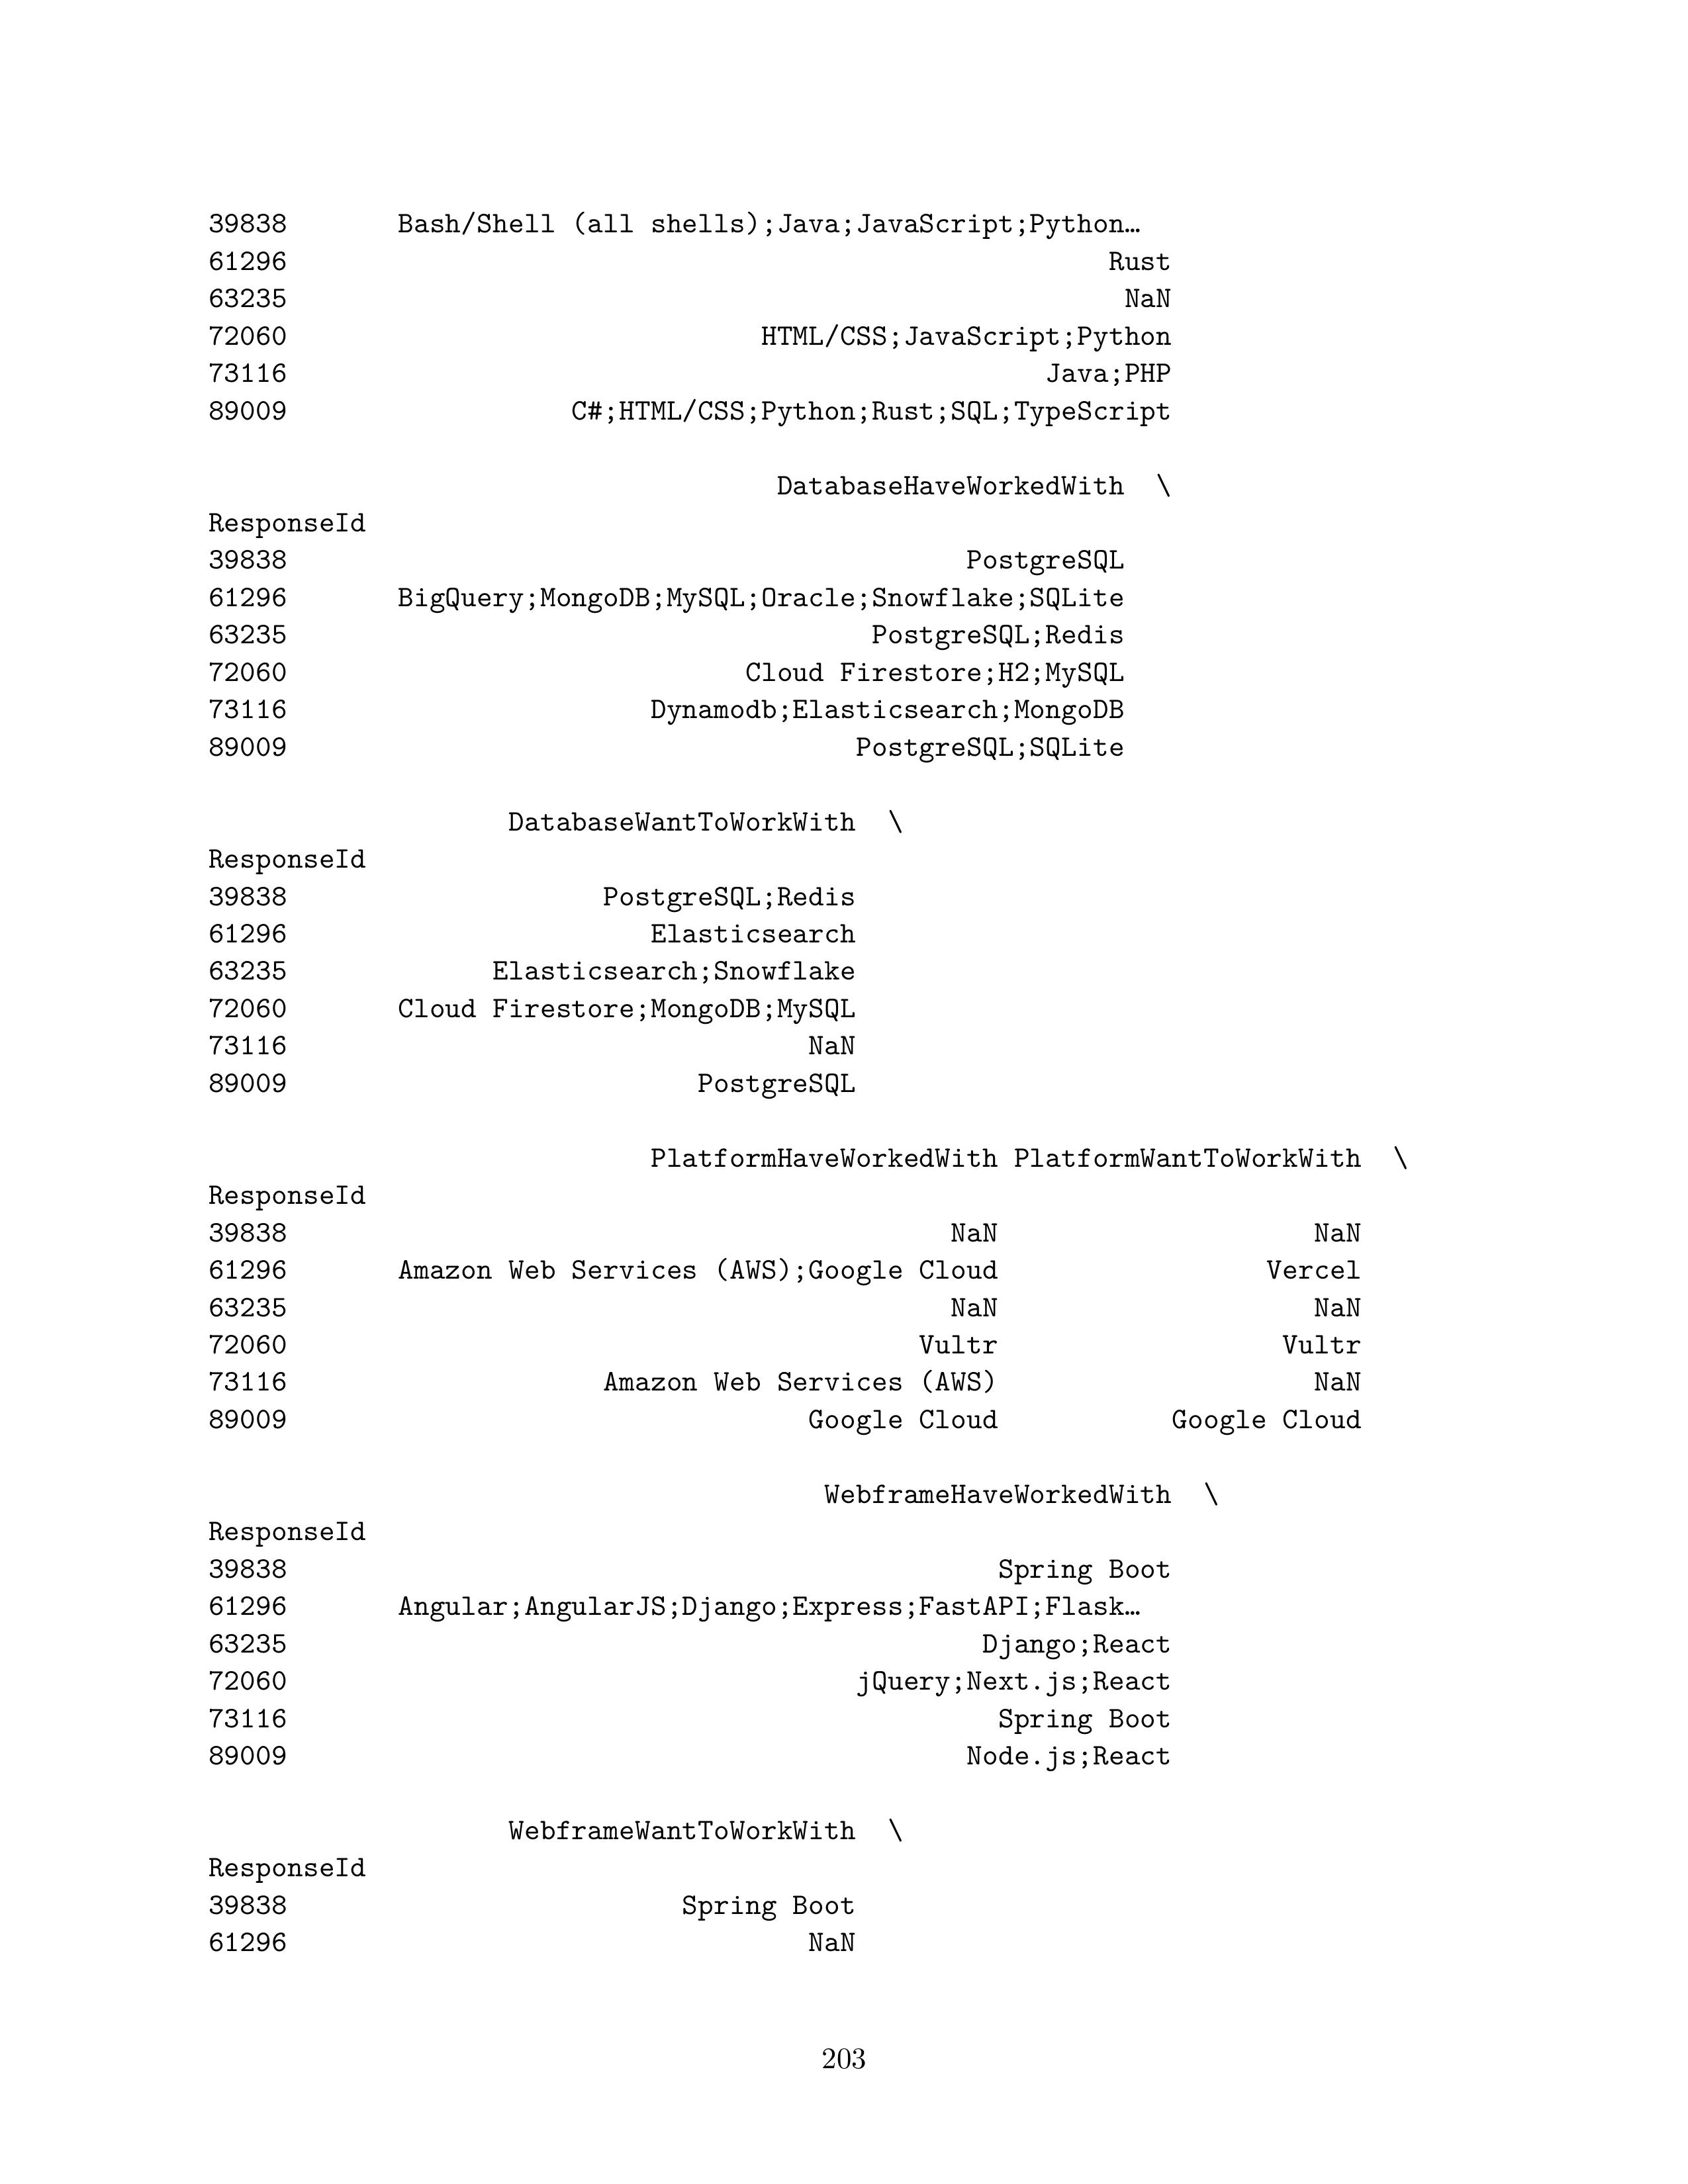 39838       Bash/Shell (all shells);Java;JavaScript;Python…
61296                                                    Rust
63235                                                     NaN
72060                              HTML/CSS;JavaScript;Python
73116                                                Java;PHP
89009                  C#;HTML/CSS;Python;Rust;SQL;TypeScript
                                    DatabaseHaveWorkedWith  \
ResponseId
39838                                           PostgreSQL
61296       BigQuery;MongoDB;MySQL;Oracle;Snowflake;SQLite
63235                                     PostgreSQL;Redis
72060                             Cloud Firestore;H2;MySQL
73116                       Dynamodb;Elasticsearch;MongoDB
89009                                    PostgreSQL;SQLite
                   DatabaseWantToWorkWith  \
ResponseId
39838                    PostgreSQL;Redis
61296                       Elasticsearch
63235             Elasticsearch;Snowflake
72060       Cloud Firestore;MongoDB;MySQL
73116                                 NaN
89009                          PostgreSQL
                            PlatformHaveWorkedWith PlatformWantToWorkWith  \
ResponseId
39838                                          NaN                    NaN
61296       Amazon Web Services (AWS);Google Cloud                 Vercel
63235                                          NaN                    NaN
72060                                        Vultr                  Vultr
73116                    Amazon Web Services (AWS)                    NaN
89009                                 Google Cloud           Google Cloud
                                       WebframeHaveWorkedWith  \
ResponseId
39838                                             Spring Boot
61296       Angular;AngularJS;Django;Express;FastAPI;Flask…
63235                                            Django;React
72060                                    jQuery;Next.js;React
73116                                             Spring Boot
89009                                           Node.js;React
                   WebframeWantToWorkWith  \
ResponseId
39838                         Spring Boot
61296                                 NaN
203